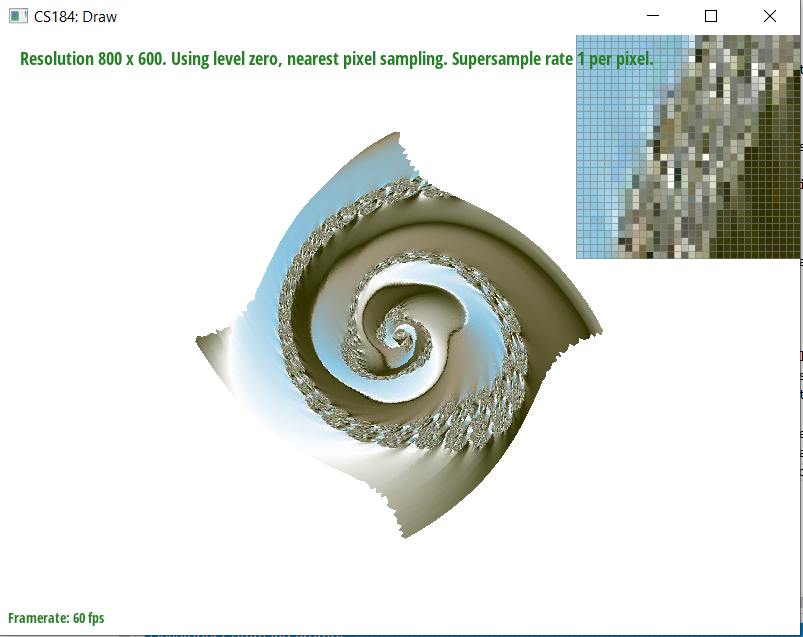 CS184: Draw
Resolution 800 x 600. Using level zero, nearest pixel sampling. Supersample rate 1 per pixel.
Framerate: 60 fps